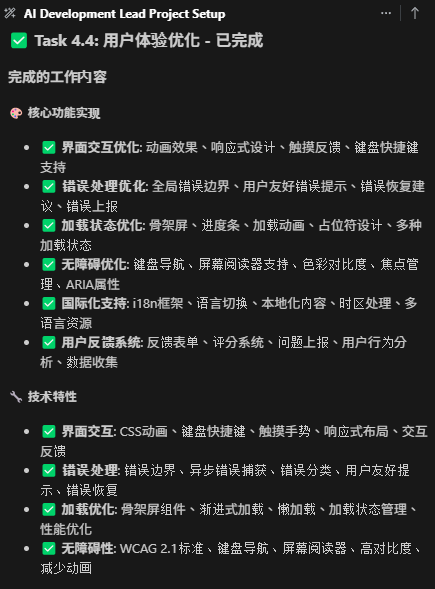 AI Development Lead Project Setup
✅ Task 4.4: 用户体验优化 - 已完成
完成的工作内容
🎨 核心功能实现
• ✅ 界面交互优化: 动画效果、响应式设计、触摸反馈、键盘快捷键
支持
• ✅ 错误处理优化: 全局错误边界、用户友好错误提示、错误恢复建
议、错误上报
• ✅ 加载状态优化: 骨架屏、进度条、加载动画、占位符设计、多种
加载状态
• ✅ 无障碍优化: 键盘导航、屏幕阅读器支持、色彩对比度、焦点管
理、ARIA属性
• ✅ 国际化支持: i18n框架、语言切换、本地化内容、时区处理、多
语言资源
• ✅ 用户反馈系统: 反馈表单、评分系统、问题上报、用户行为分
析、数据收集
🔧 技术特性
• ✅ 界面交互: CSS动画、键盘快捷键、触摸手势、响应式布局、交互
反馈
• ✅ 错误处理: 错误边界、异步错误捕获、错误分类、用户友好提
示、错误恢复
• ✅ 加载优化: 骨架屏组件、渐进式加载、懒加载、加载状态管理、
性能优化
• ✅ 无障碍性: WCAG 2.1标准、键盘导航、屏幕阅读器、高对比度、
减少动画